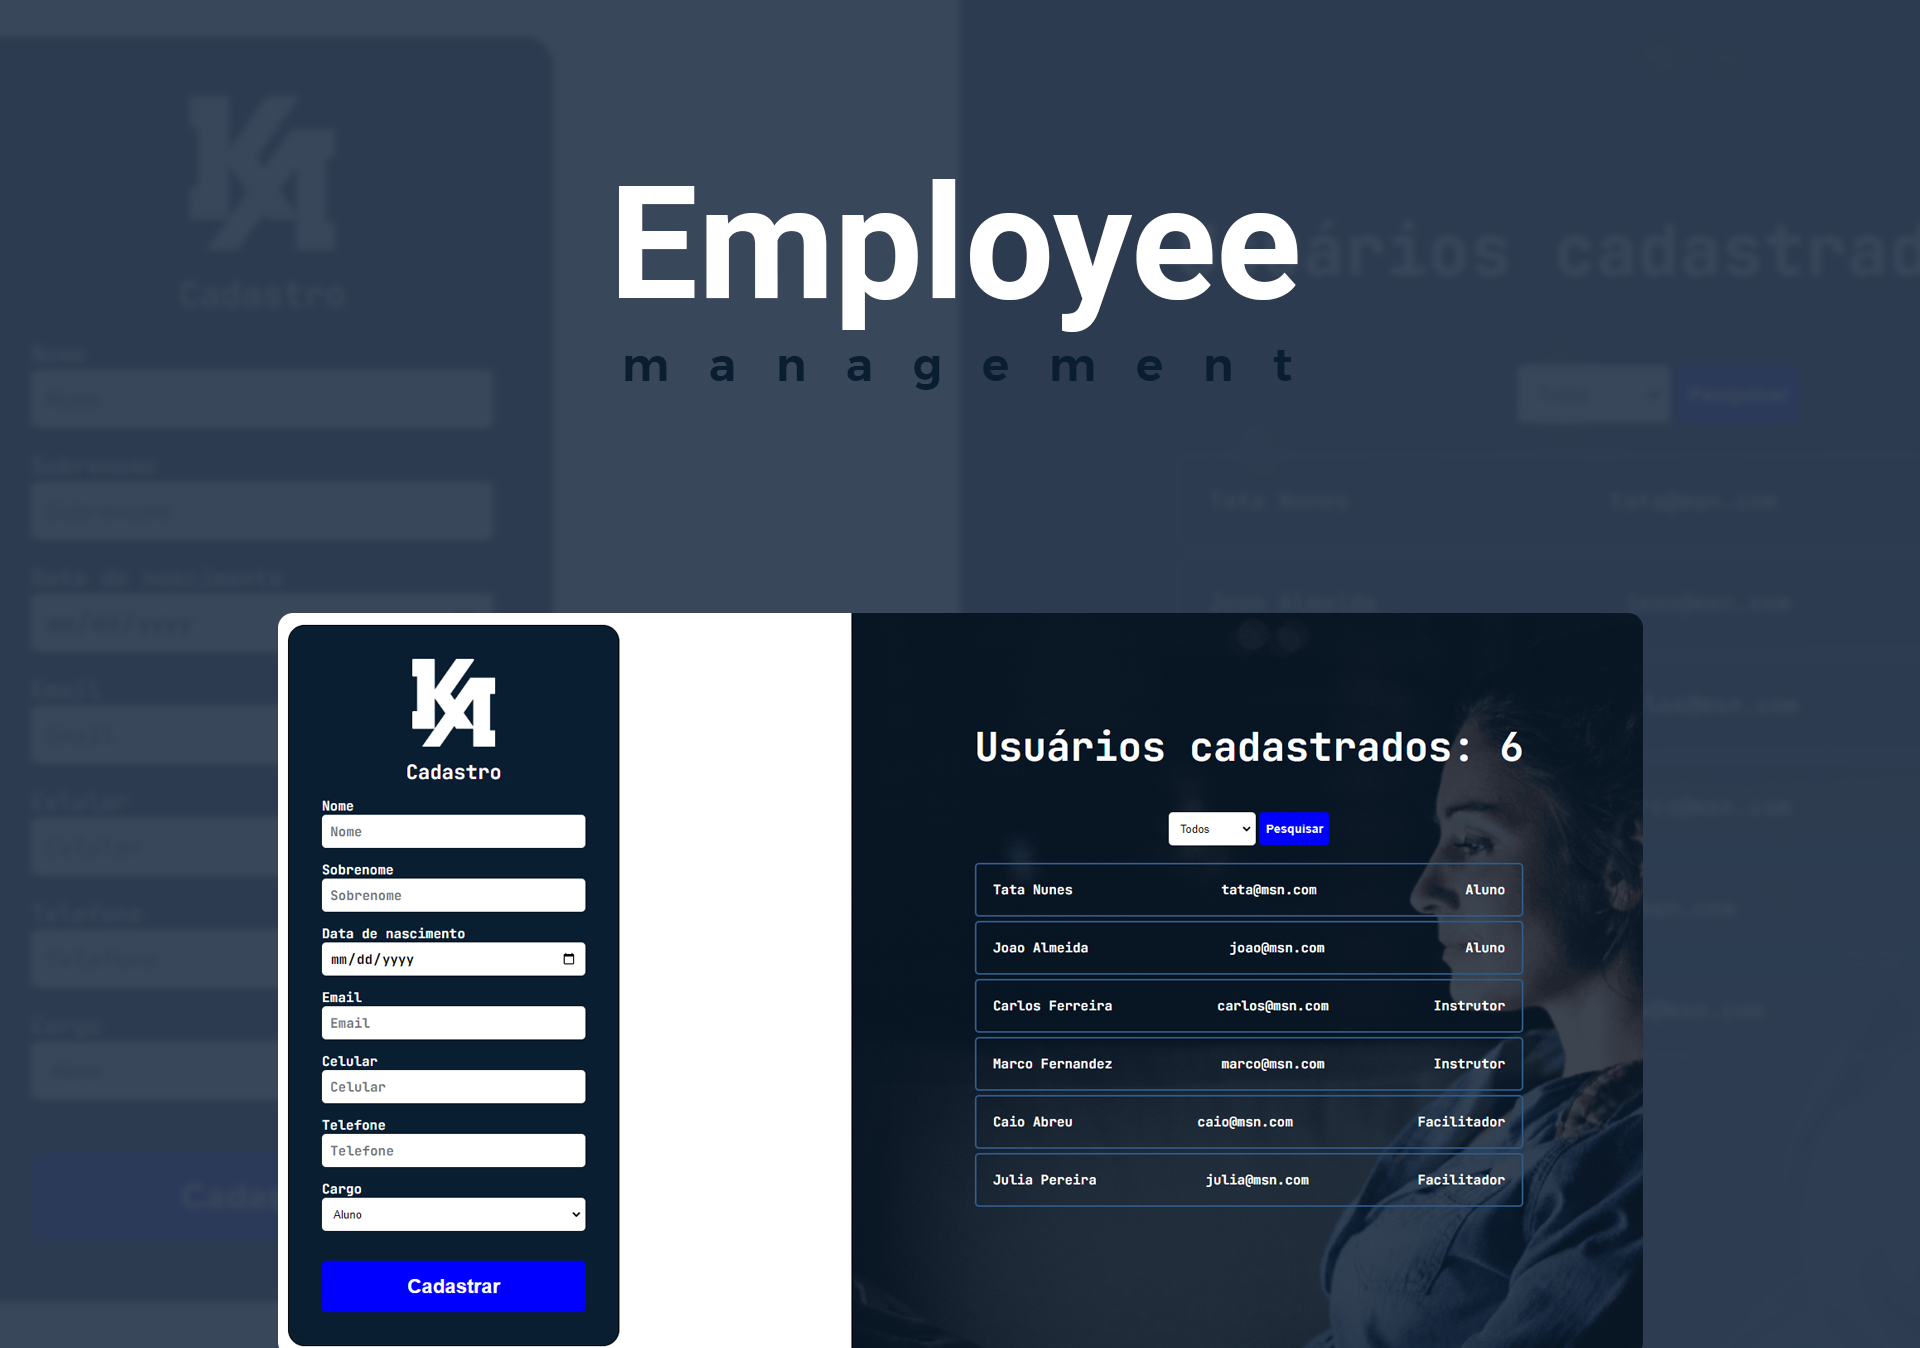 Employee
management
KA
Cadastro
Nome
Nome
Sobrenome
Sobrenome
Data de nascimento
mm/dd/yyyy
Email
Email
Celular
Celular
Telefone
Telefone
Cargo
Aluno
Cadastrar
Usuários cadastrados: 6
Todos Pesquisar
Tata Nunes tata@msn.com Aluno
Joao Almeida joao@msn.com Aluno
Carlos Ferreira carlos@msn.com Instrutor
Marco Fernandez marco@msn.com Instrutor
Caio Abreu caio@msn.com Facilitador
Julia Pereira julia@msn.com Facilitador